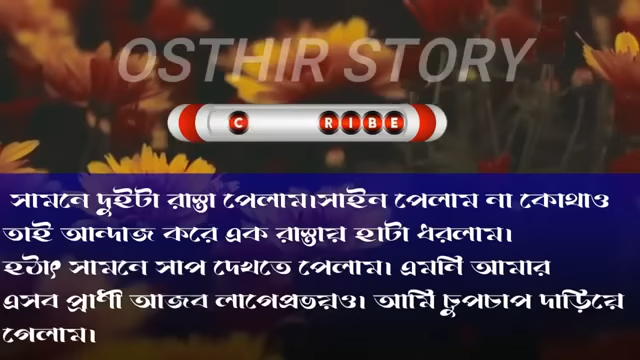 OSTHIR STORY
C RIBE
সামনে দুইটা রাস্তা পেলাম।সাইন পেলাম না কোথাও
তাই আন্দাজ করে এক রাস্তায় হাটা ধরলাম।
হঠাৎ সামনে সাপ দেখতে পেলাম। এমনি আমার
এসব প্রাণী আজব লাগেপ্রভয়ও। আমি চুপচাপ দাড়িয়ে
গেলাম।